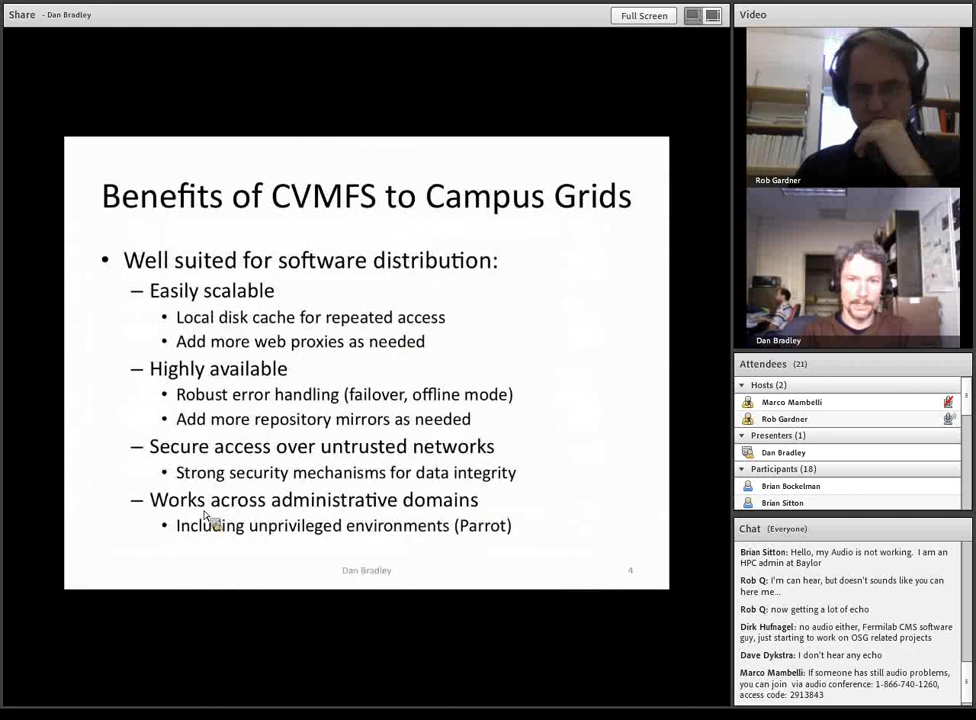 Share - Dan Bradley
Full Screen
Benefits of CVMFS to Campus Grids
• Well suited for software distribution:
– Easily scalable
• Local disk cache for repeated access
• Add more web proxies as needed
– Highly available
• Robust error handling (failover, offline mode)
• Add more repository mirrors as needed
– Secure access over untrusted networks
• Strong security mechanisms for data integrity
– Works across administrative domains
• Including unprivileged environments (Parrot)
Dan Bradley
4
Video
Rob Gardner
Dan Bradley
Attendees (21)
Hosts (2)
Marco Mambelli
Rob Gardner
Presenters (1)
Dan Bradley
Participants (18)
Brian Bockelman
Brian Sitton
Chat (Everyone)
Brian Sitton: Hello, my Audio is not working. I am an
HPC admin at Baylor
Rob Q: I'm can hear, but doesn't sounds like you can
here me...
Rob Q: now getting a lot of echo
Dirk Hufnagel: no audio either, Fermilab CMS software
guy, just starting to work on OSG related projects
Dave Dykstra: I don't hear any echo
Marco Mambelli: If someone has still audio problems,
you can join via audio conference: 1-866-740-1260,
access code: 2913843